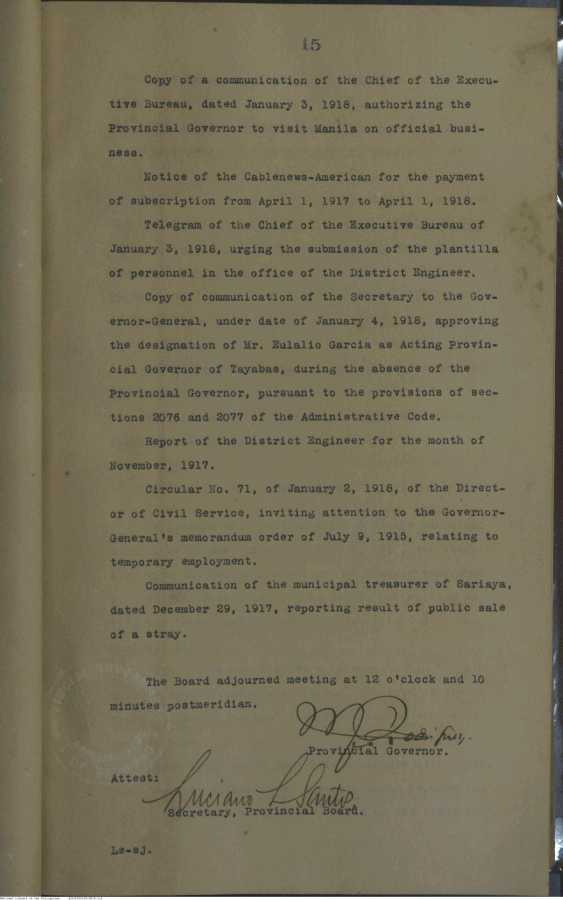 15
Copy of a communication of the Chief of the Execu-
tive Bureau, dated January 3, 1918, authorizing the
Provincial Governor to visit Manila on official busi-
ness.
Notice of the Cablenews-American for the payment
of subscription from April 1, 1917 to April 1, 1918.
Telegram of the Chief of the Executive Bureau of
January 3, 1918, urging the submission of the plantilla
of personnel in the office of the District Engineer.
Copy of communication of the Secretary to the Gov-
ernor-General, under date of January 4, 1918, approving
the designation of Mr. Eulalio Garcia as Acting Provin-
cial Governor of Tayabas, during the absence of the
Provincial Governor, pursuant to the provisions of sec-
tions 2076 and 2077 of the Administrative Code.
Report of the District Engineer for the month of
November, 1917.
Circular No. 71, of January 2, 1918, of the Direct-
or of Civil Service, inviting attention to the Governor-
General's memorandum order of July 9, 1915, relating to
temporary employment.
Communication of the municipal treasurer of Sariaya,
dated December 29, 1917, reporting result of public sale
of a stray.
The Board adjourned meeting at 12 o'clock and 10
minutes postmeridian.
Provincial Governor.
Attest:
Luciano L Santo
Secretary, Provincial Board.
Ls-sj.
National Library of the Philippines